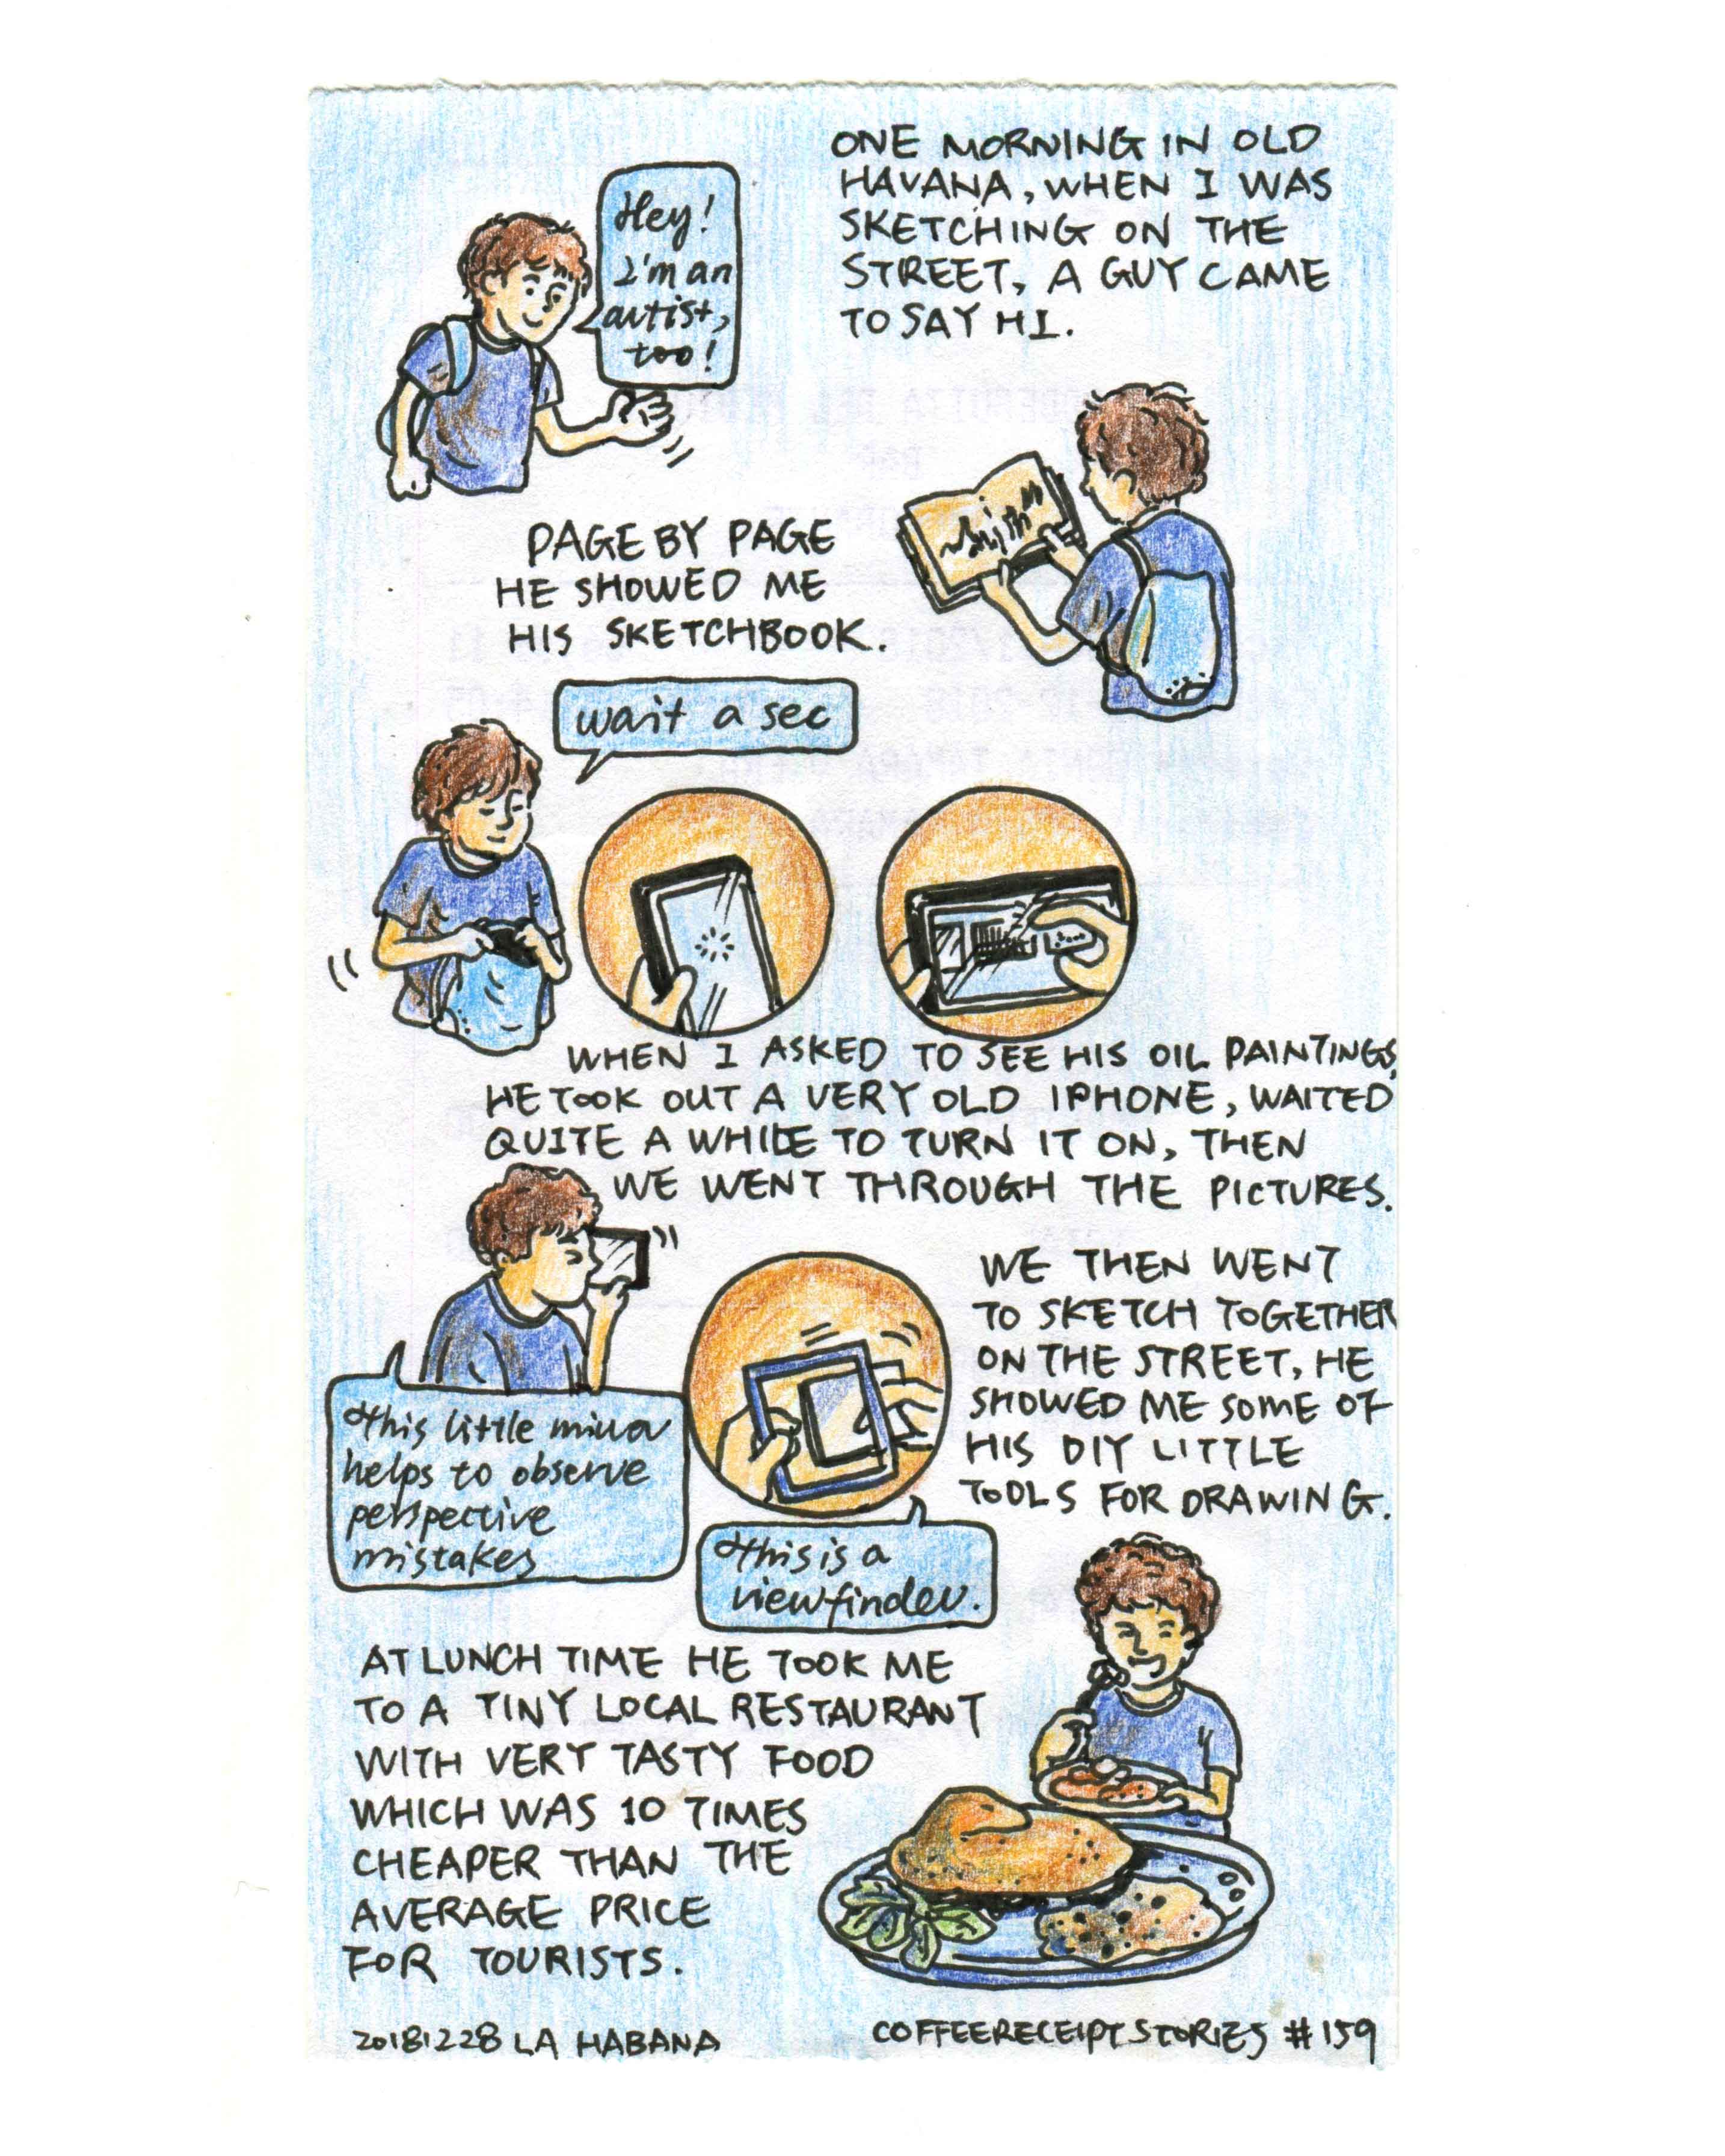 ONE MORNING IN OLD
HAVANA, WHEN I WAS
SKETCHING ON THE
STREET, A GUY CAME
TO SAY HI.
Hey!
I'm an
artist,
too!
PAGE BY PAGE
HE SHOWED ME
HIS SKETCHBOOK.
wait a sec
WHEN I ASKED TO SEE HIS OIL PAINTINGS,
HE TOOK OUT A VERY OLD IPHONE, WAITED
QUITE A WHILE TO TURN IT ON, THEN
WE WENT THROUGH THE PICTURES.
WE THEN WENT
TO SKETCH TOGETHER
ON THE STREET, HE
SHOWED ME SOME OF
HIS DIY LITTLE
TOOLS FOR DRAWING.
this little mirror
helps to observe
perspective
mistakes
this is a
viewfinder.
AT LUNCH TIME HE TOOK ME
TO A TINY LOCAL RESTAURANT
WITH VERY TASTY FOOD
WHICH WAS 10 TIMES
CHEAPER THAN THE
AVERAGE PRICE
FOR TOURISTS.
20181228 LA HABANA
COFFEERECEIPTSTORIES #159